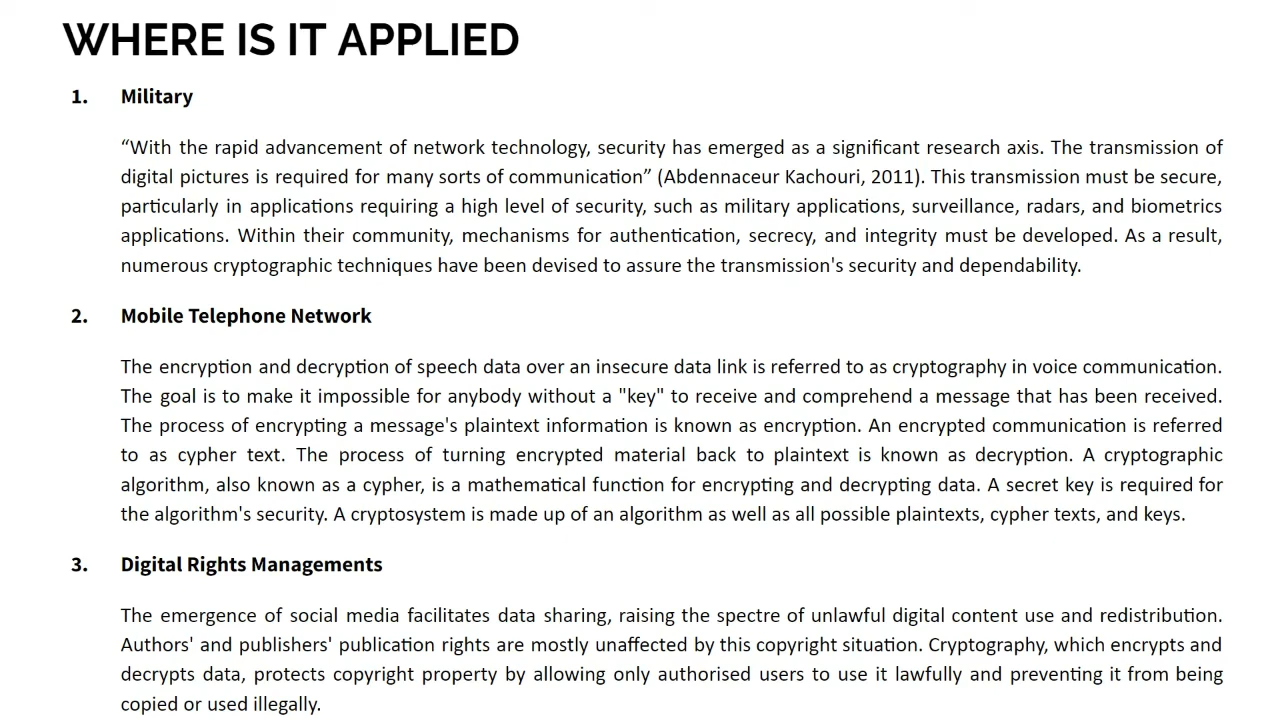 WHERE IS IT APPLIED
1. Military
“With the rapid advancement of network technology, security has emerged as a significant research axis. The transmission of
digital pictures is required for many sorts of communication” (Abdennaceur Kachouri, 2011). This transmission must be secure,
particularly in applications requiring a high level of security, such as military applications, surveillance, radars, and biometrics
applications. Within their community, mechanisms for authentication, secrecy, and integrity must be developed. As a result,
numerous cryptographic techniques have been devised to assure the transmission's security and dependability.
2. Mobile Telephone Network
The encryption and decryption of speech data over an insecure data link is referred to as cryptography in voice communication.
The goal is to make it impossible for anybody without a "key" to receive and comprehend a message that has been received.
The process of encrypting a message's plaintext information is known as encryption. An encrypted communication is referred
to as cypher text. The process of turning encrypted material back to plaintext is known as decryption. A cryptographic
algorithm, also known as a cypher, is a mathematical function for encrypting and decrypting data. A secret key is required for
the algorithm's security. A cryptosystem is made up of an algorithm as well as all possible plaintexts, cypher texts, and keys.
3. Digital Rights Managements
The emergence of social media facilitates data sharing, raising the spectre of unlawful digital content use and redistribution.
Authors' and publishers' publication rights are mostly unaffected by this copyright situation. Cryptography, which encrypts and
decrypts data, protects copyright property by allowing only authorised users to use it lawfully and preventing it from being
copied or used illegally.